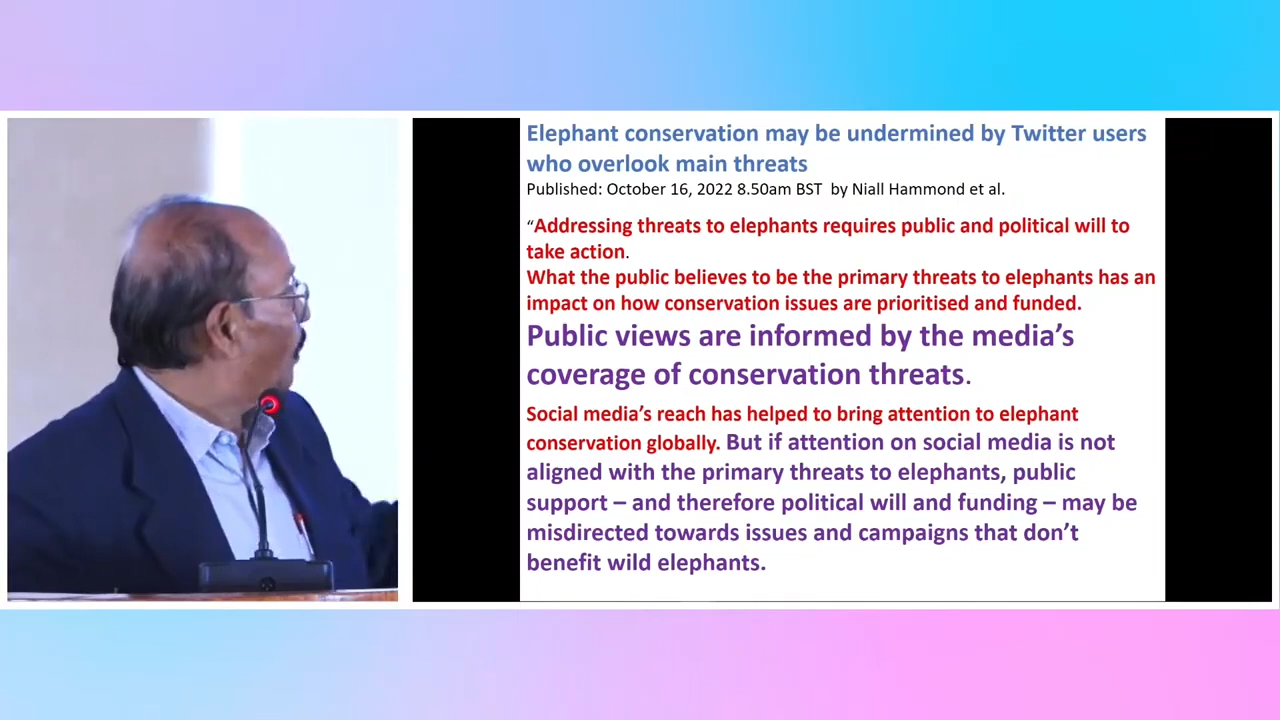 Elephant conservation may be undermined by Twitter users
who overlook main threats
Published: October 16, 2022 8.50am BST  by Niall Hammond et al.
“Addressing threats to elephants requires public and political will to
take action.
What the public believes to be the primary threats to elephants has an
impact on how conservation issues are prioritised and funded.
Public views are informed by the media’s
coverage of conservation threats.
Social media’s reach has helped to bring attention to elephant
conservation globally. But if attention on social media is not
aligned with the primary threats to elephants, public
support – and therefore political will and funding – may be
misdirected towards issues and campaigns that don’t
benefit wild elephants.